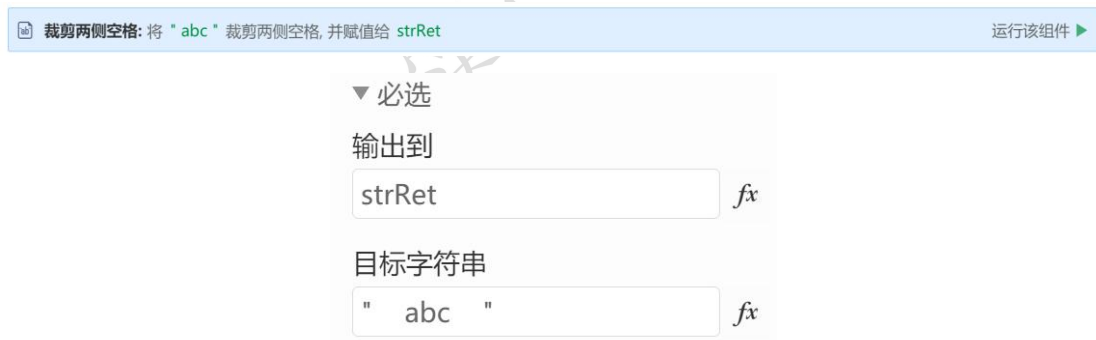 裁剪两侧空格: 将 " abc " 裁剪两侧空格, 并赋值给 strRet 运行该组件
必选
输出到
strRet fx
目标字符串
"  abc  " fx